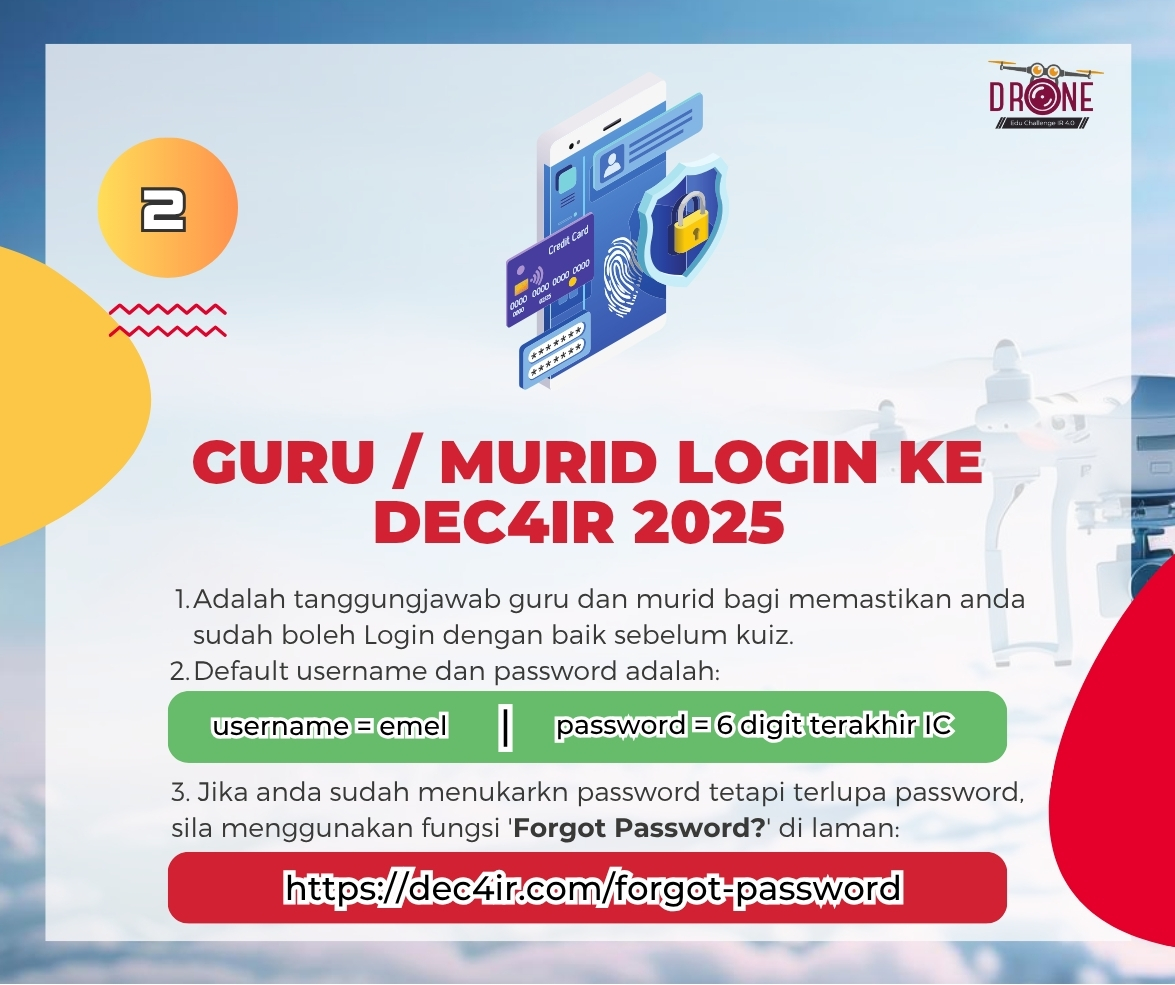 DRONE
Edu Challenge IR 4.0
2
Credit Card
0000 0000 0000 0000
0000 02/25
*******
*******
GURU / MURID LOGIN KE
DEC4IR 2025
1. Adalah tanggungjawab guru dan murid bagi memastikan anda
sudah boleh Login dengan baik sebelum kuiz.
2. Default username dan password adalah:
username = emel | password = 6 digit terakhir IC
3. Jika anda sudah menukarkn password tetapi terlupa password,
sila menggunakan fungsi 'Forgot Password?' di laman:
https://dec4ir.com/forgot-password